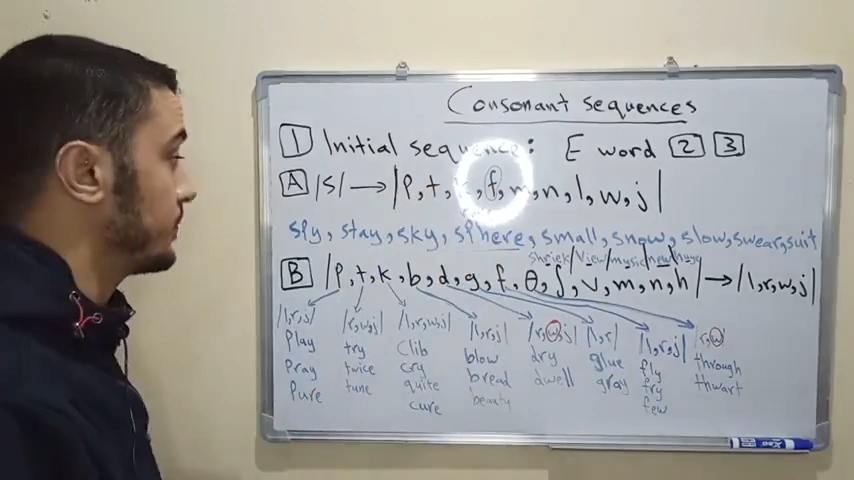 Consonant sequences
1 Initial sequence: E word 2 3
A /s/ → /p, t, k, f, m, n, l, w, j/
spy, stay, sky, sphere, small, snow, slow, swear, suit
shriek/view/music/new/huge
B /p, t, k, b, d, g, f, θ, ʃ, v, m, n, h/ → /l, r, w, j/
/l, r, j/ /r, w, j/ /l, r, w, j/ /l, r, j/ /r, w, j/ /l, r/ /l, r, j/ /r, w/
play try Clib blow dry glue fly through
pray twice cry bread dwell gray fry thwart
pure tune quite beauty few
cure